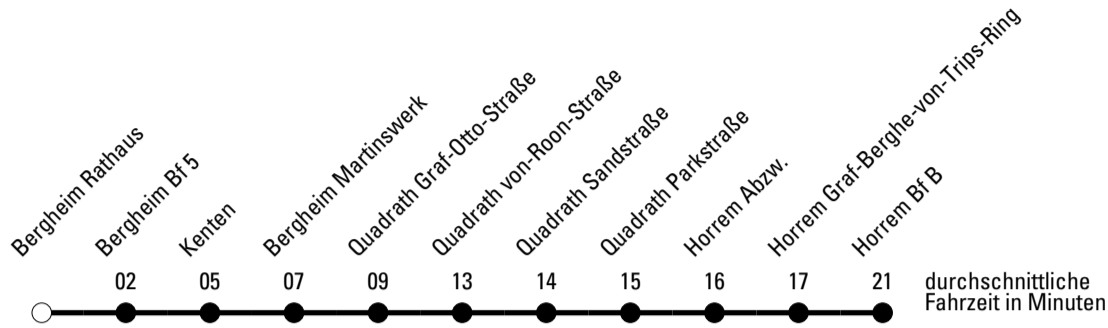 Bergheim Rathaus
Bergheim Bf 5
Kenten
Bergheim Martinswerk
Quadrath Graf-Otto-Straße
Quadrath von-Roon-Straße
Quadrath Sandstraße
Quadrath Parkstraße
Horrem Abzw.
Horrem Graf-Berghe-von-Trips-Ring
Horrem Bf B
02 05 07 09 13 14 15 16 17 21
durchschnittliche
Fahrzeit in Minuten